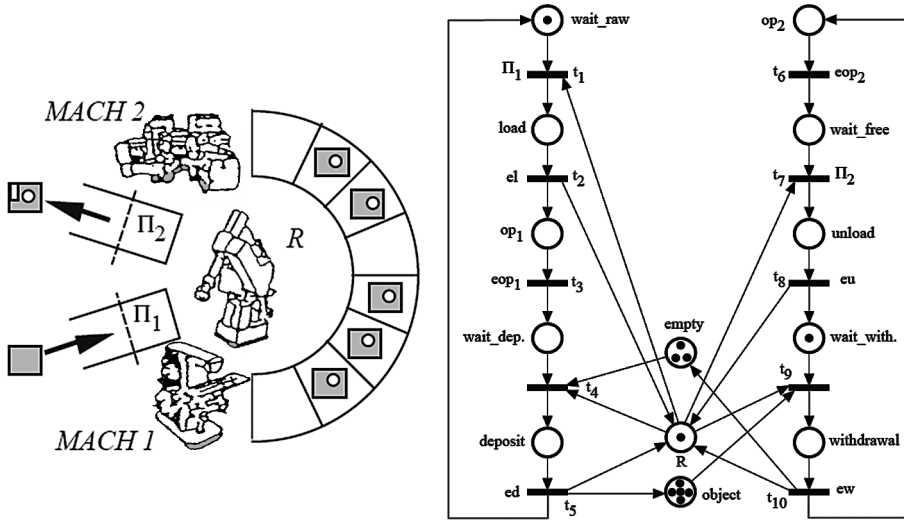 MACH 2
Π2
R
Π1
MACH 1
wait_raw
Π1 t1
load
el t2
op1
eop1 t3
wait_dep.
t4
deposit
ed t5
empty
R
object
op2
t6 eop2
wait_free
t7 Π2
unload
t8 eu
wait_with.
t9
withdrawal
t10 ew